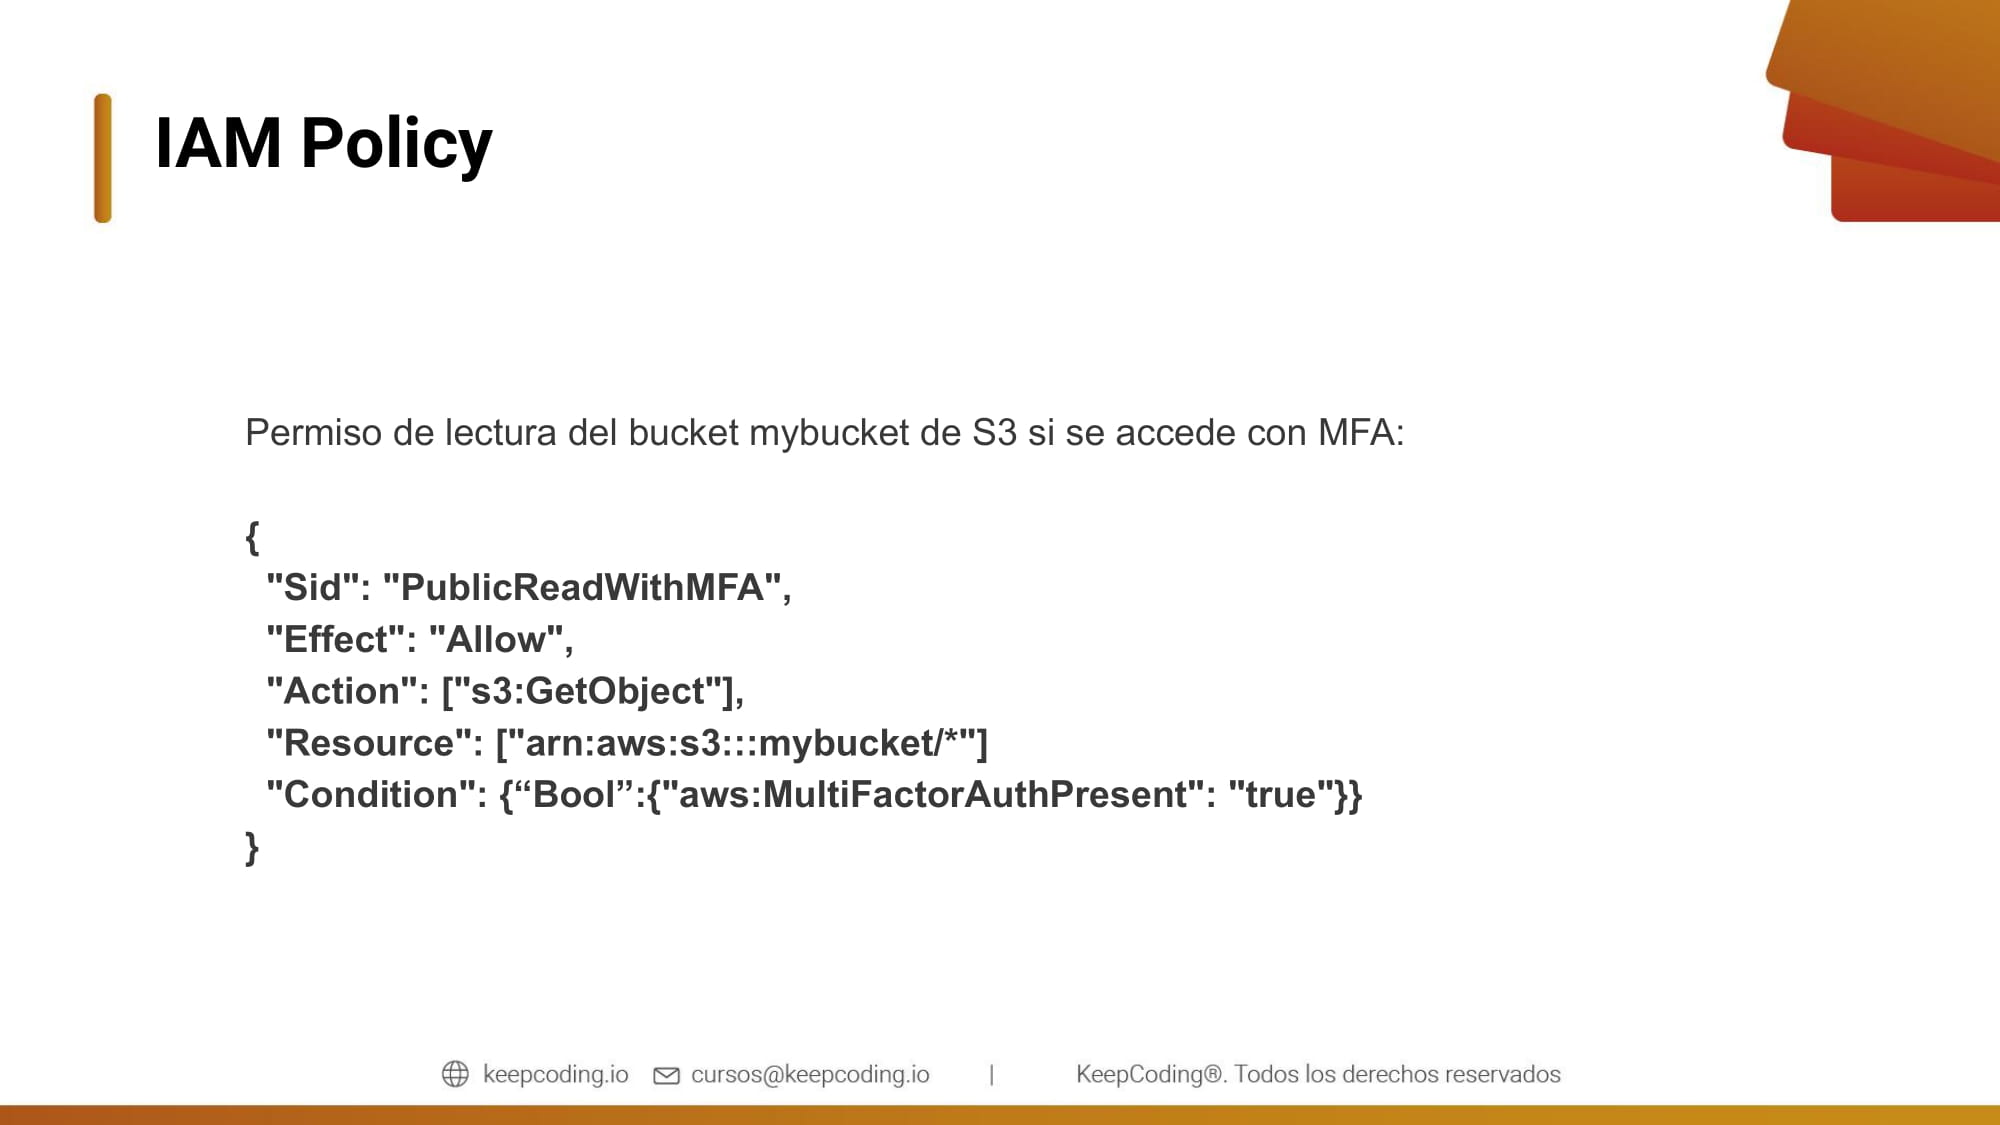 IAM Policy
Permiso de lectura del bucket mybucket de S3 si se accede con MFA:
{
"Sid": "PublicReadWithMFA",
"Effect": "Allow",
"Action": ["s3:GetObject"],
"Resource": ["arn:aws:s3:::mybucket/*"]
"Condition": {“Bool”:{"aws:MultiFactorAuthPresent": "true"}}
}
keepcoding.io cursos@keepcoding.io | KeepCoding®. Todos los derechos reservados